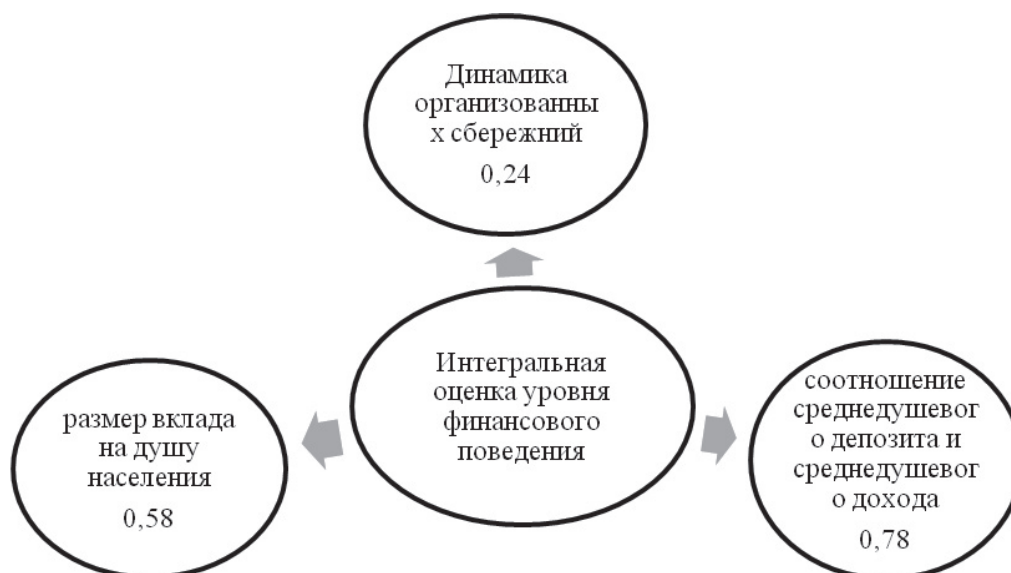 Динамика
организованны
х сбережний
0,24
Интегральная
оценка уровня
финансового
поведения
размер вклада
на душу
населения
0,58
соотношение
среднедушевог
о депозита и
среднедушевог
о дохода
0,78